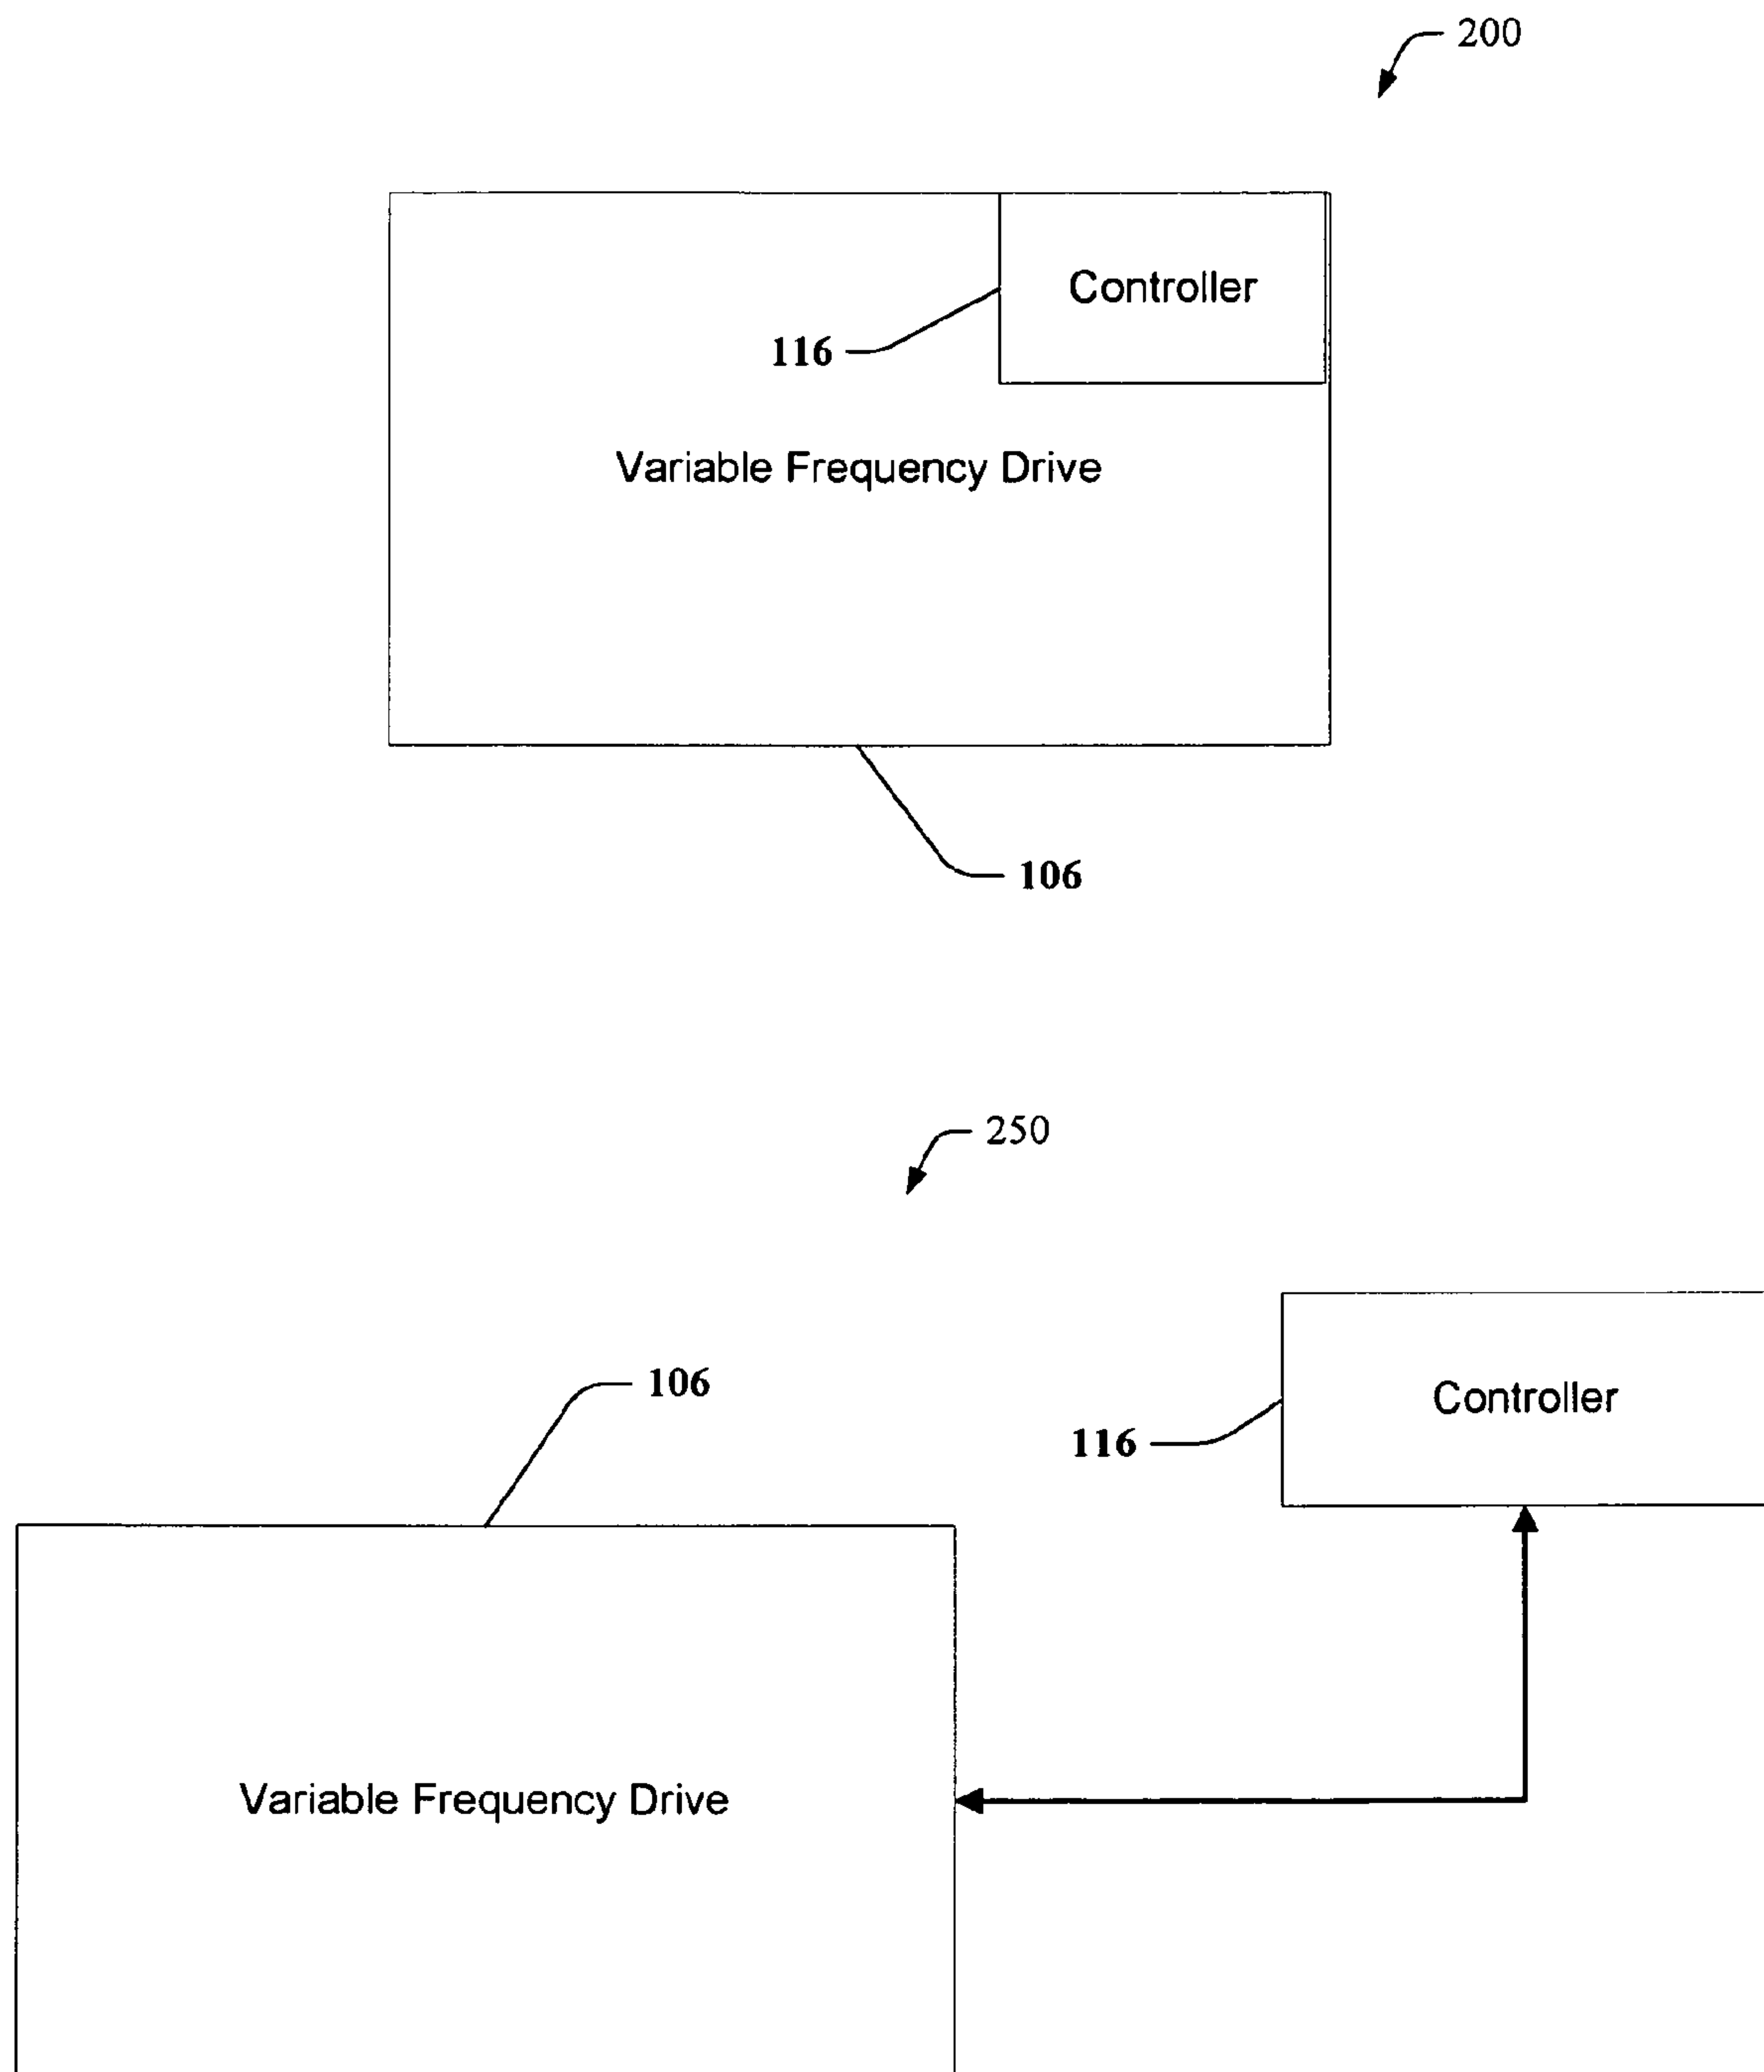 200
Controller
116
Variable Frequency Drive
106
250
106
Controller
116
Variable Frequency Drive